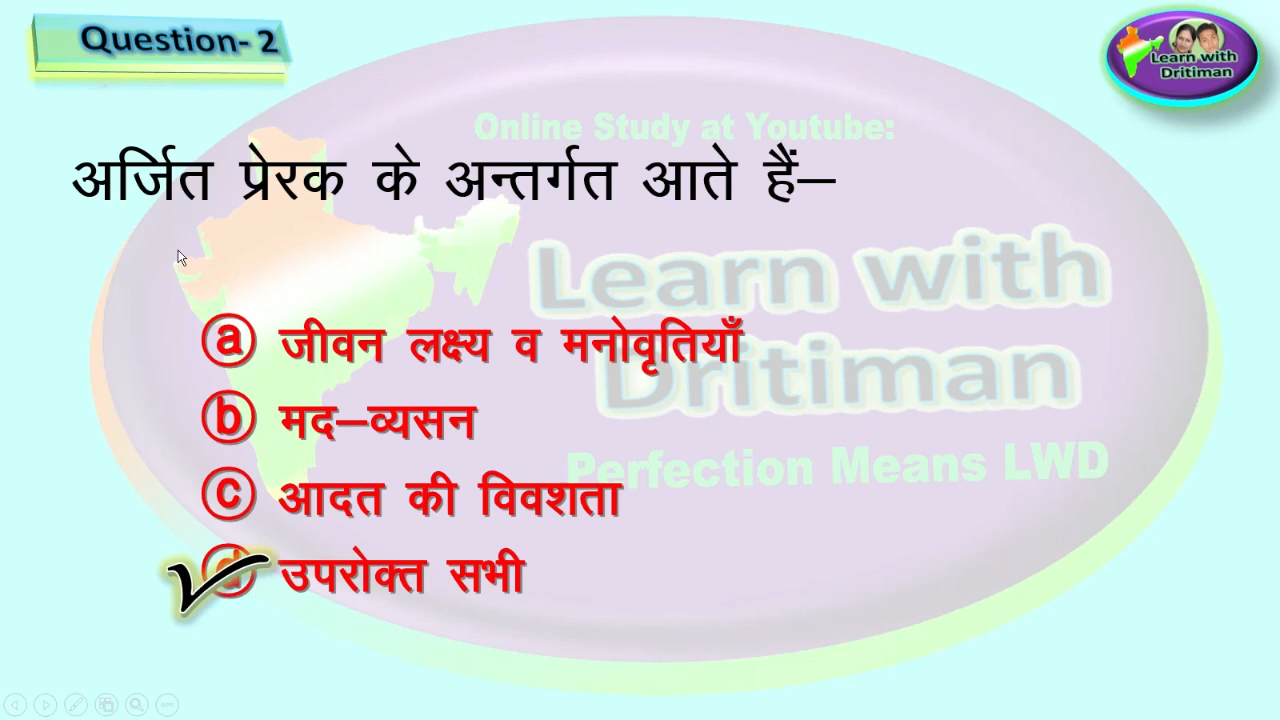 Question- 2
Learn with
Dritiman
Online Study at Youtube:
अर्जित प्रेरक के अन्तर्गत आते हैं–
Learn with
Dritiman
Perfection Means LWD
ⓐ जीवन लक्ष्य व मनोवृतियाँ
ⓑ मद–व्यसन
ⓒ आदत की विवशता
ⓓ उपरोक्त सभी